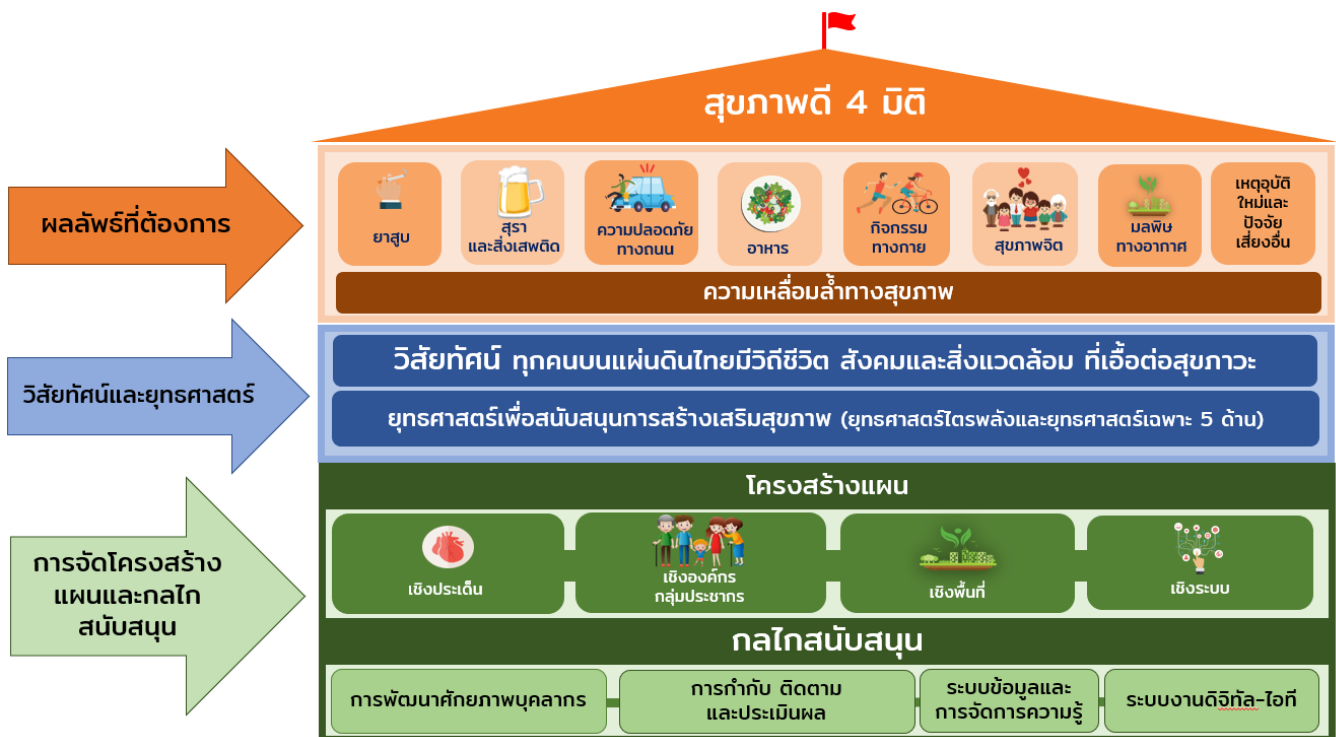 สุขภาพดี 4 มิติ
ผลลัพธ์ที่ต้องการ
ยาสูบ
สุรา
และสิ่งเสพติด
ความปลอดภัย
ทางถนน
อาหาร
กิจกรรม
ทางกาย
สุขภาพจิต
มลพิษ
ทางอากาศ
เหตุอุบัติ
ใหม่และ
ปัจจัย
เสี่ยงอื่น
ความเหลื่อมล้ำทางสุขภาพ
วิสัยทัศน์และยุทธศาสตร์
วิสัยทัศน์ ทุกคนบนแผ่นดินไทยมีวิถีชีวิต สังคมและสิ่งแวดล้อม ที่เอื้อต่อสุขภาวะ
ยุทธศาสตร์เพื่อสนับสนุนการสร้างเสริมสุขภาพ (ยุทธศาสตร์ไตรพลังและยุทธศาสตร์เฉพาะ 5 ด้าน)
การจัดโครงสร้าง
แผนและกลไก
สนับสนุน
โครงสร้างแผน
เชิงประเด็น
เชิงองค์กร
กลุ่มประชากร
เชิงพื้นที่
เชิงระบบ
กลไกสนับสนุน
การพัฒนาศักยภาพบุคลากร
การกำกับ ติดตาม
และประเมินผล
ระบบข้อมูลและ
การจัดการความรู้
ระบบงานดิจิทัล-ไอที